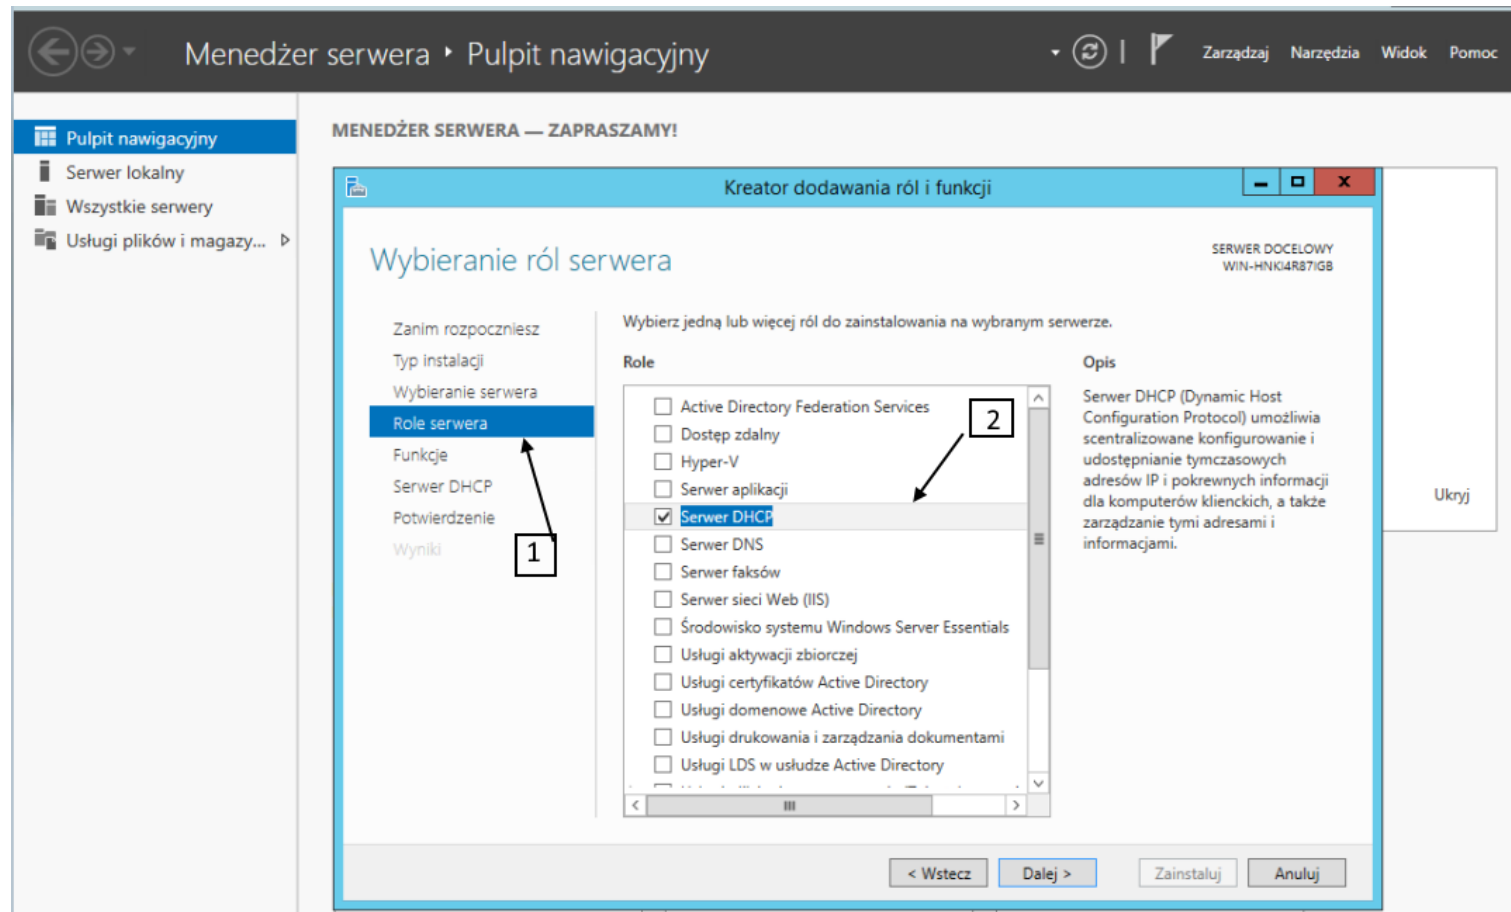 Menedżer serwera ‣ Pulpit nawigacyjny
Zarządzaj Narzędzia Widok Pomoc
Pulpit nawigacyjny
Serwer lokalny
Wszystkie serwery
Usługi plików i magazy...
MENEDŻER SERWERA — ZAPRASZAMY!
Kreator dodawania ról i funkcji
Wybieranie ról serwera
SERWER DOCELOWY
WIN-HNKI4R87IGB
Zanim rozpoczniesz
Typ instalacji
Wybieranie serwera
Role serwera
Funkcje
Serwer DHCP
Potwierdzenie
Wyniki
1
Wybierz jedną lub więcej ról do zainstalowania na wybranym serwerze.
Role
Active Directory Federation Services
Dostęp zdalny
Hyper-V
Serwer aplikacji
Serwer DHCP
Serwer DNS
Serwer faksów
Serwer sieci Web (IIS)
Środowisko systemu Windows Server Essentials
Usługi aktywacji zbiorczej
Usługi certyfikatów Active Directory
Usługi domenowe Active Directory
Usługi drukowania i zarządzania dokumentami
Usługi LDS w usłudze Active Directory
2
Opis
Serwer DHCP (Dynamic Host
Configuration Protocol) umożliwia
scentralizowane konfigurowanie i
udostępnianie tymczasowych
adresów IP i pokrewnych informacji
dla komputerów klienckich, a także
zarządzanie tymi adresami i
informacjami.
Ukryj
< Wstecz
Dalej >
Zainstaluj
Anuluj